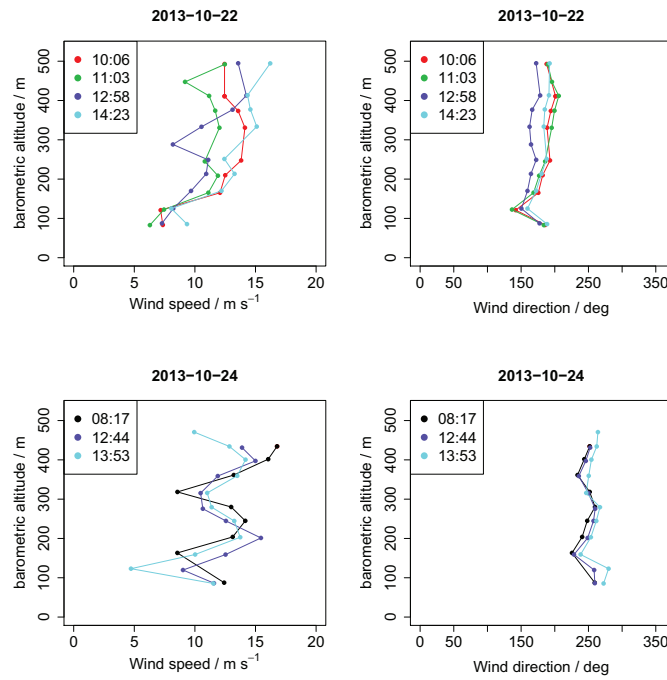 2013−10−22
barometric altitude / m
0 100 200 300 400 500
10:06
11:03
12:58
14:23
0 5 10 15 20
Wind speed / m s⁻¹
2013−10−22
barometric altitude / m
0 100 200 300 400 500
10:06
11:03
12:58
14:23
0 50 150 250 350
Wind direction / deg
2013−10−24
barometric altitude / m
0 100 200 300 400 500
08:17
12:44
13:53
0 5 10 15 20
Wind speed / m s⁻¹
2013−10−24
barometric altitude / m
0 100 200 300 400 500
08:17
12:44
13:53
0 50 150 250 350
Wind direction / deg